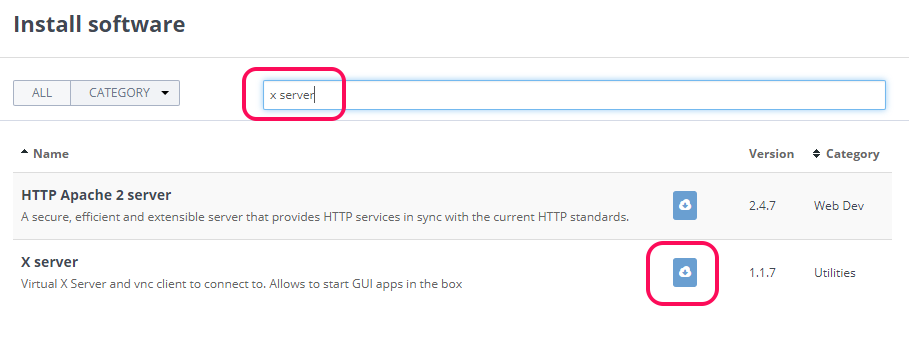 Install software
ALL CATEGORY x server
Name Version Category
HTTP Apache 2 server
A secure, efficient and extensible server that provides HTTP services in sync with the current HTTP standards. 2.4.7 Web Dev
X server
Virtual X Server and vnc client to connect to. Allows to start GUI apps in the box 1.1.7 Utilities